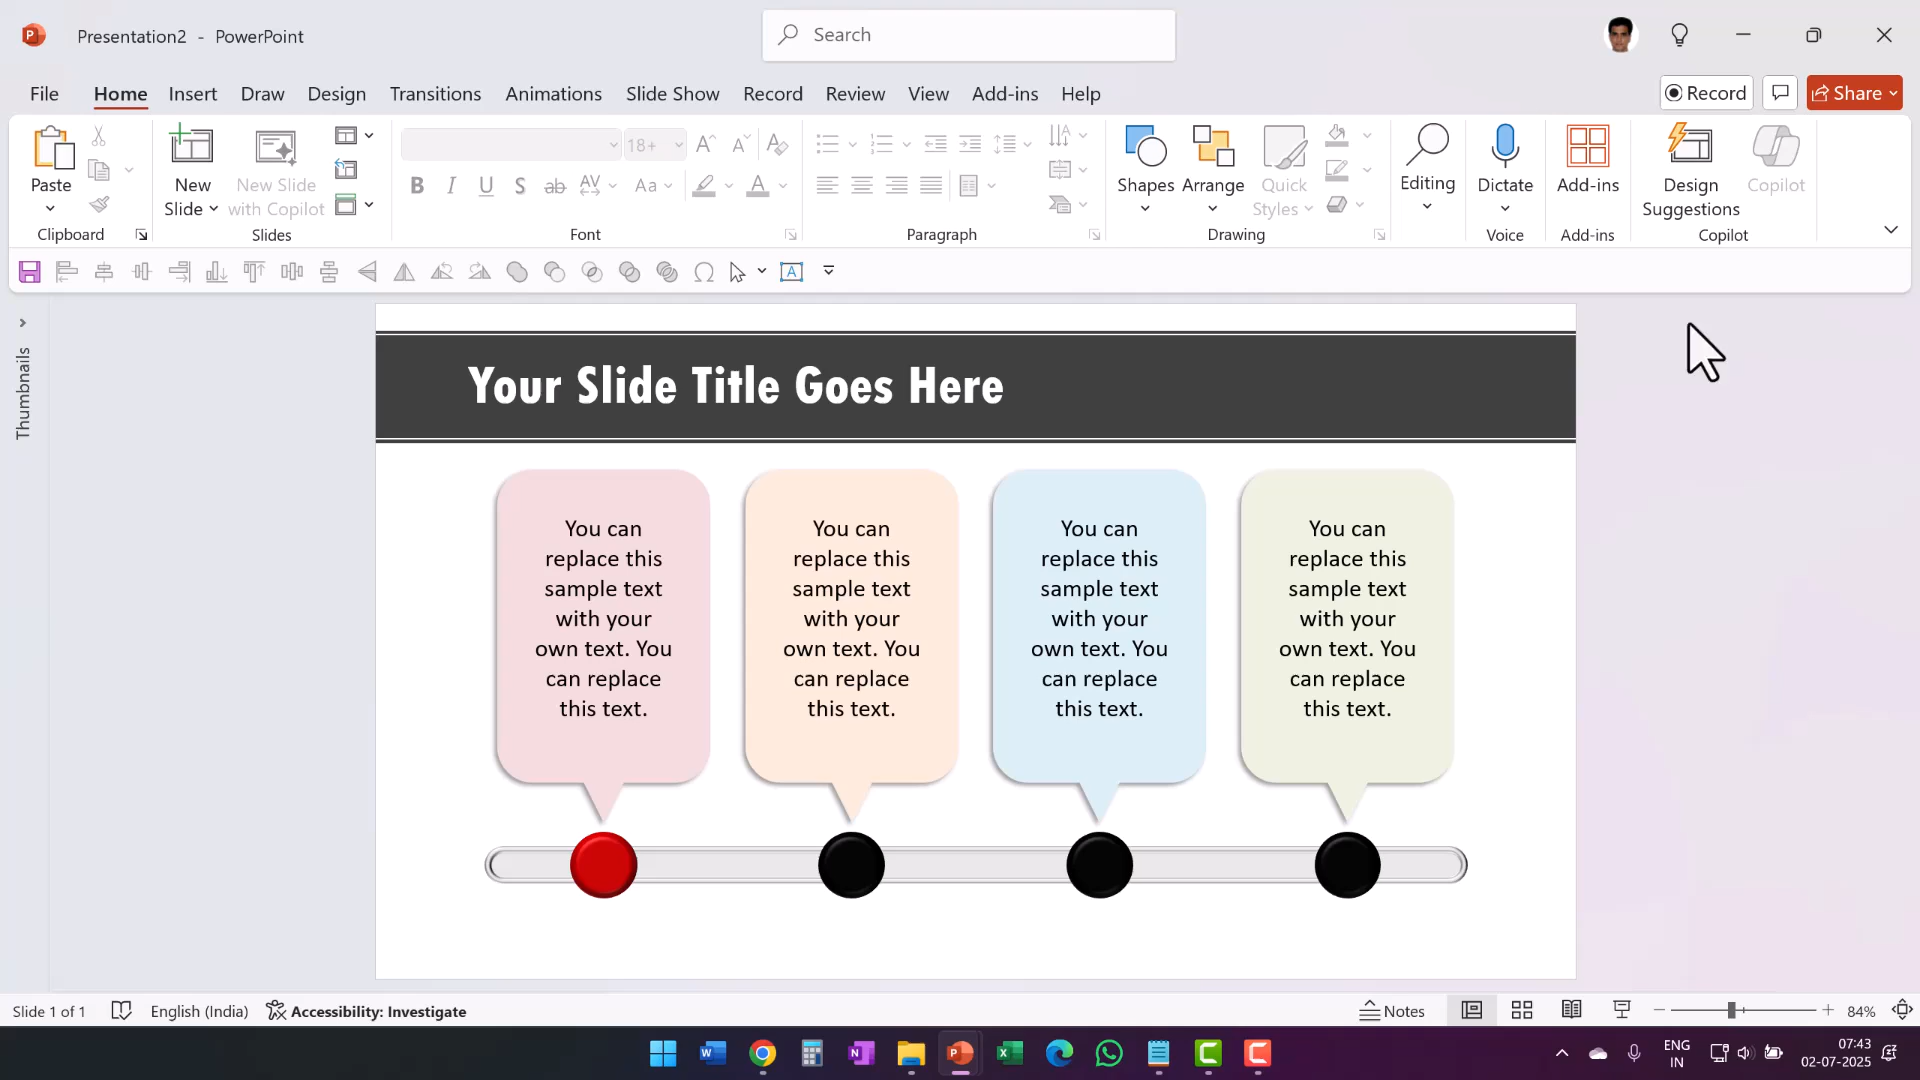 Presentation2 - PowerPoint
Search
File Home Insert Draw Design Transitions Animations Slide Show Record Review View Add-ins Help
Record
Share
Paste
New
Slide
New Slide
with Copilot
18+
B I U S ab AV Aa A
Shapes
Arrange
Quick
Styles
Editing
Dictate
Add-ins
Design
Suggestions
Copilot
Clipboard
Slides
Font
Paragraph
Drawing
Voice
Add-ins
Copilot
Thumbnails
Your Slide Title Goes Here
You can
replace this
sample text
with your
own text. You
can replace
this text.
You can
replace this
sample text
with your
own text. You
can replace
this text.
You can
replace this
sample text
with your
own text. You
can replace
this text.
You can
replace this
sample text
with your
own text. You
can replace
this text.
Slide 1 of 1
English (India)
Accessibility: Investigate
Notes
84%
ENG
IN
07:43
02-07-2025